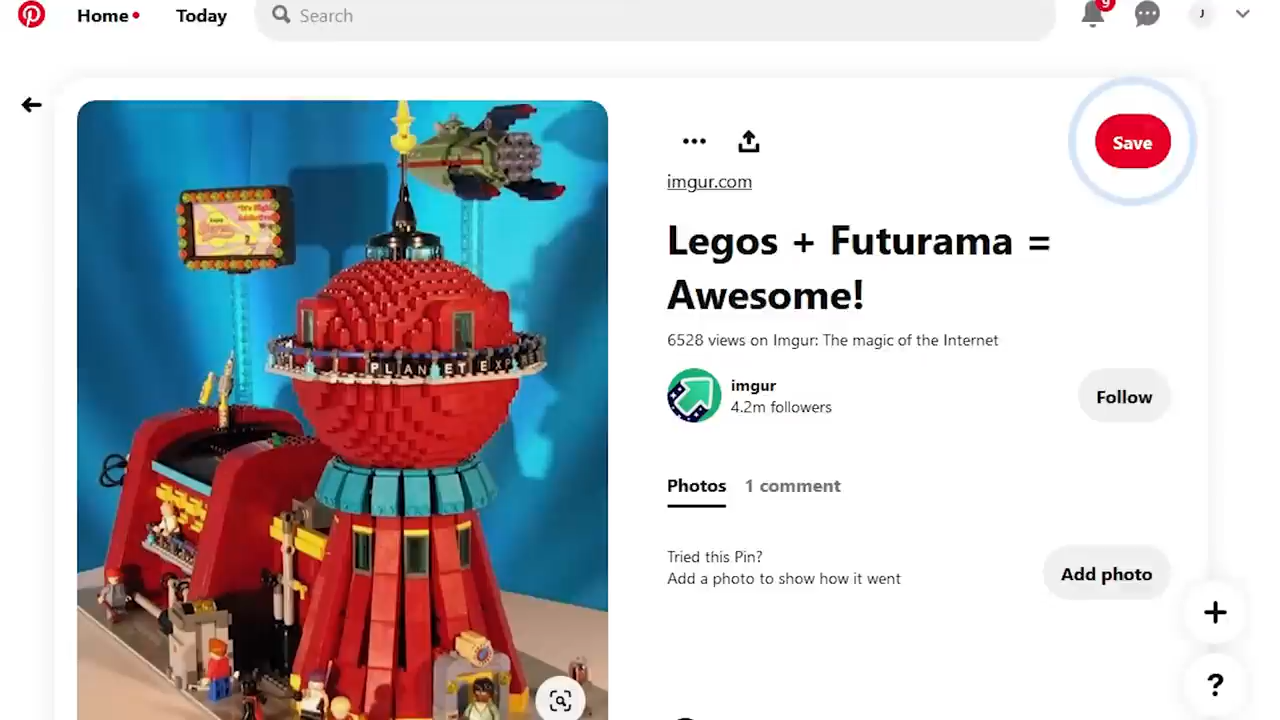 Home
Today
Search
9
J
Save
imgur.com
Legos + Futurama =
Awesome!
6528 views on Imgur: The magic of the Internet
imgur
4.2m followers
Follow
Photos
1 comment
Tried this Pin?
Add a photo to show how it went
Add photo
+
?
PLANET EXPRE